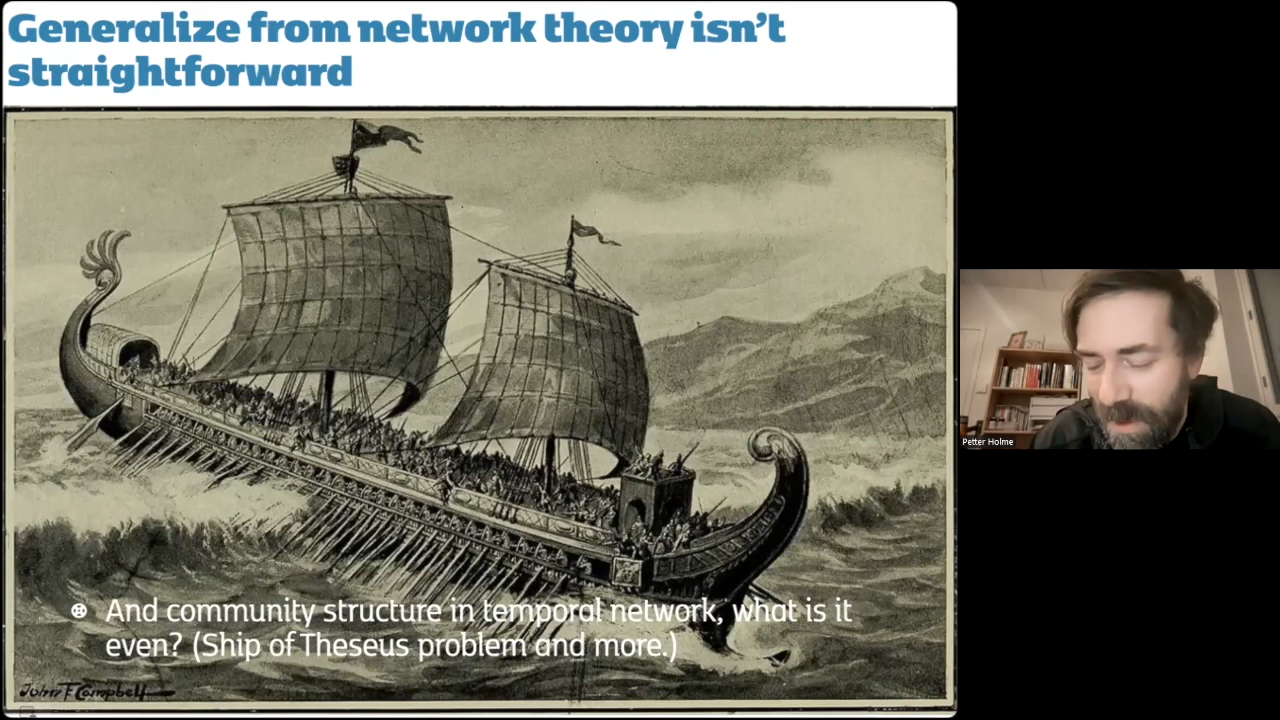 Generalize from network theory isn't
straightforward
And community structure in temporal network, what is it
even? (Ship of Theseus problem and more.)
John F Campbell
Petter Holme